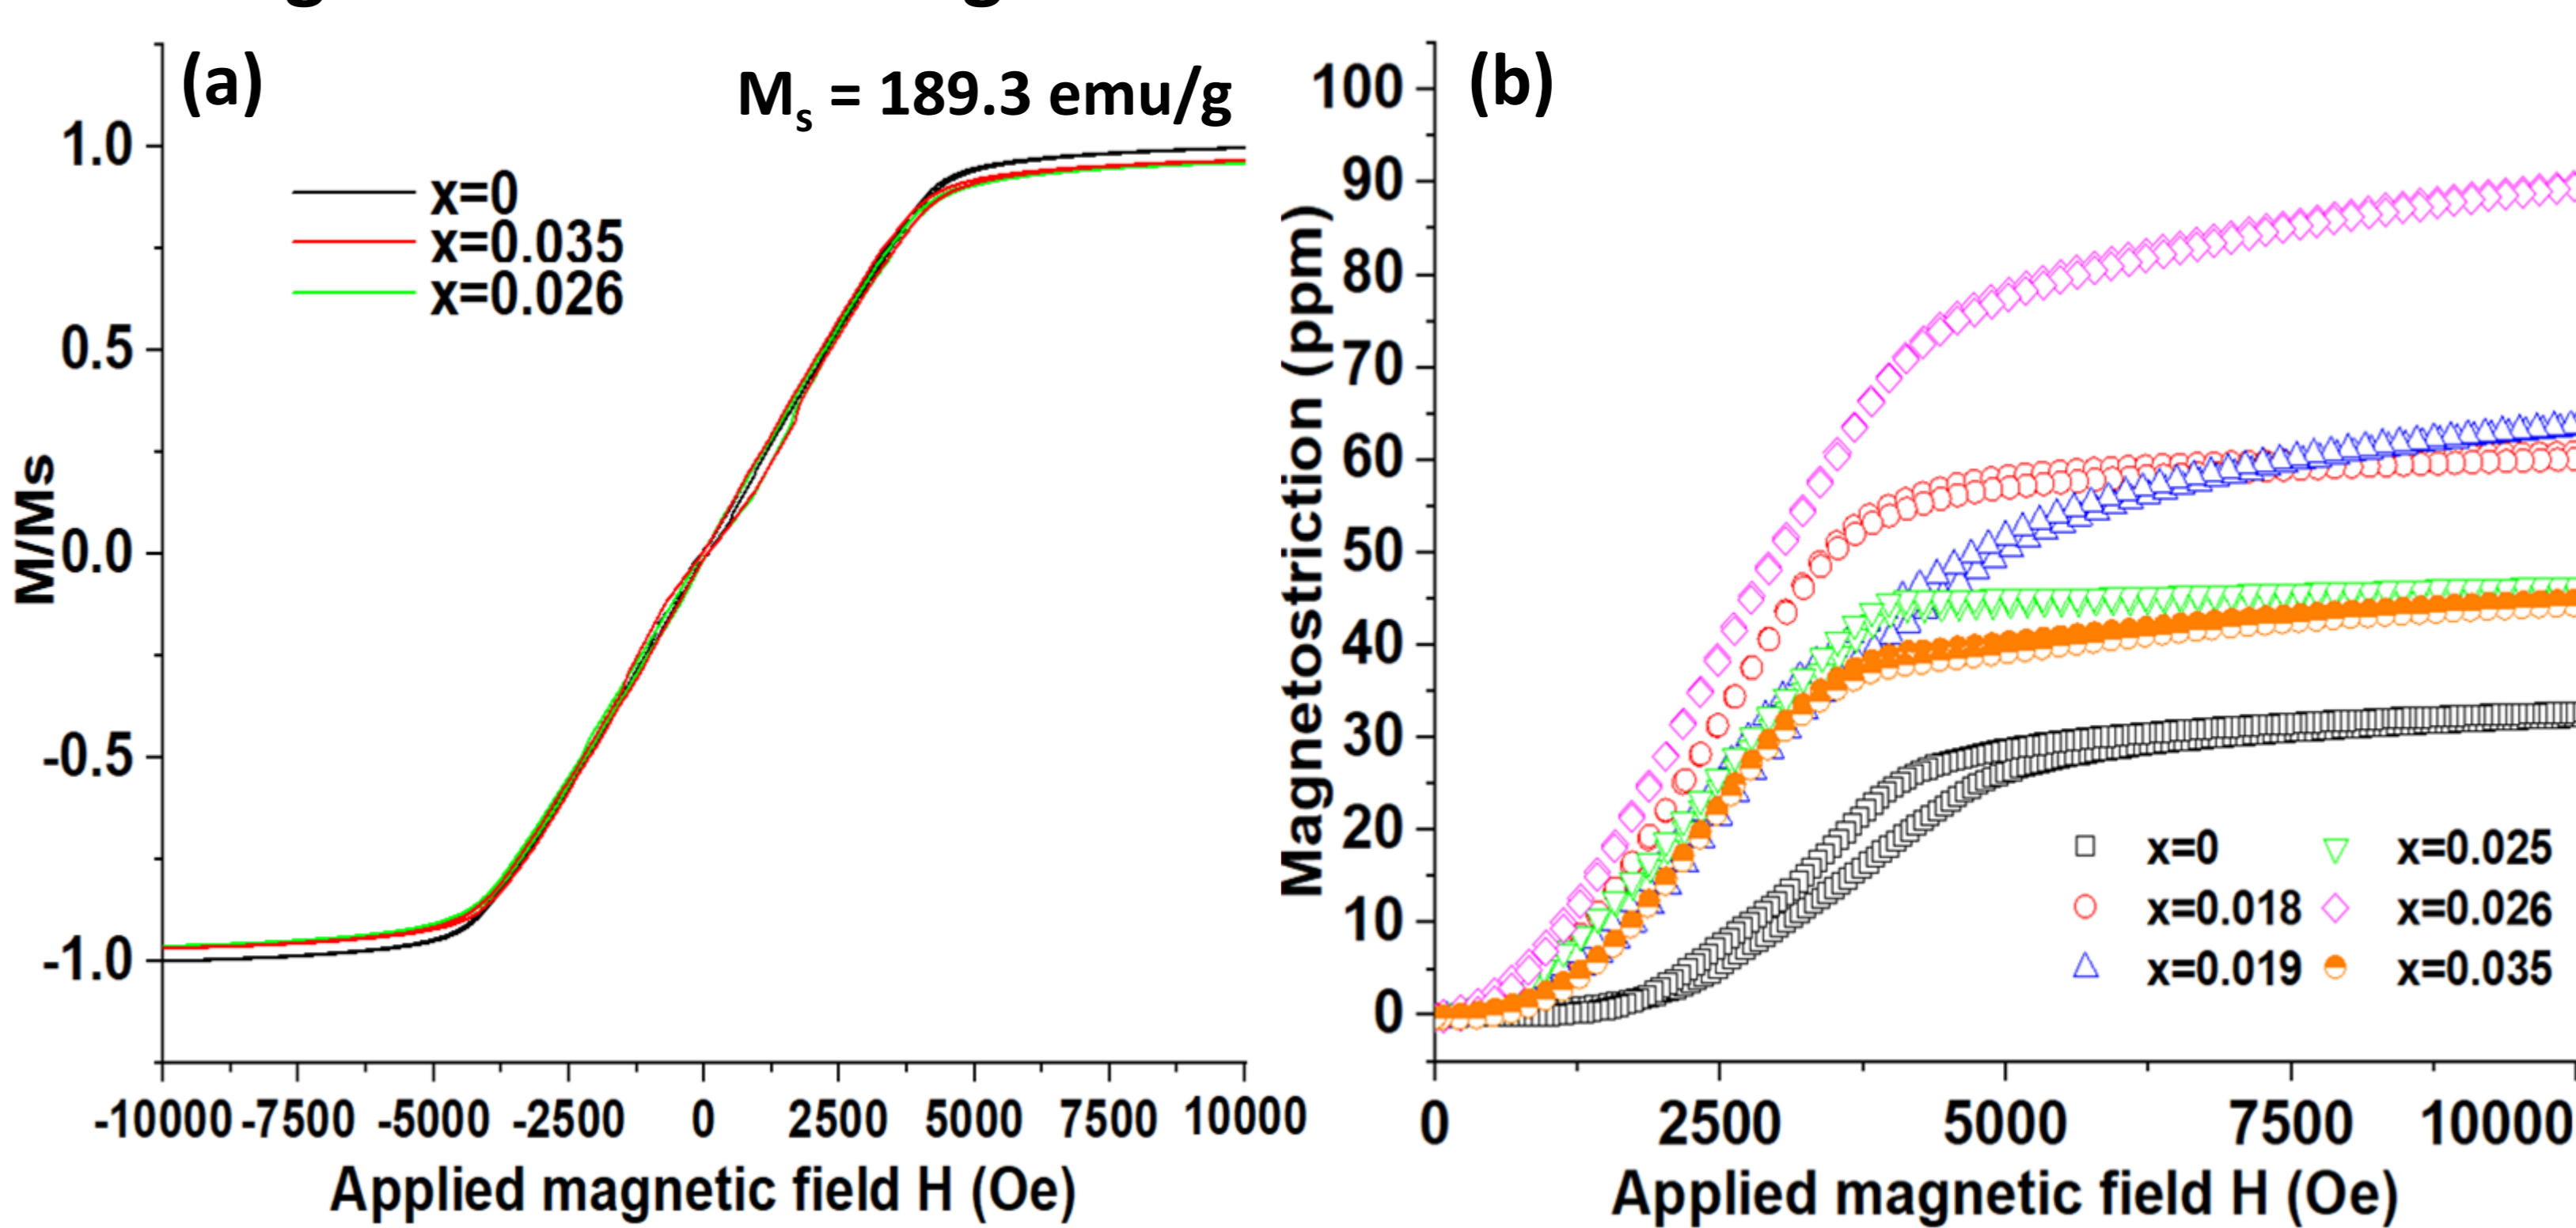 (a)
M_s = 189.3 emu/g
1.0
0.5
0.0
-0.5
-1.0
M/Ms
x=0
x=0.035
x=0.026
-10000 -7500 -5000 -2500 0 2500 5000 7500 10000
Applied magnetic field H (Oe)
(b)
100
90
80
70
60
50
40
30
20
10
0
Magnetostriction (ppm)
x=0 x=0.025
x=0.018 x=0.026
x=0.019 x=0.035
0 2500 5000 7500 10000
Applied magnetic field H (Oe)